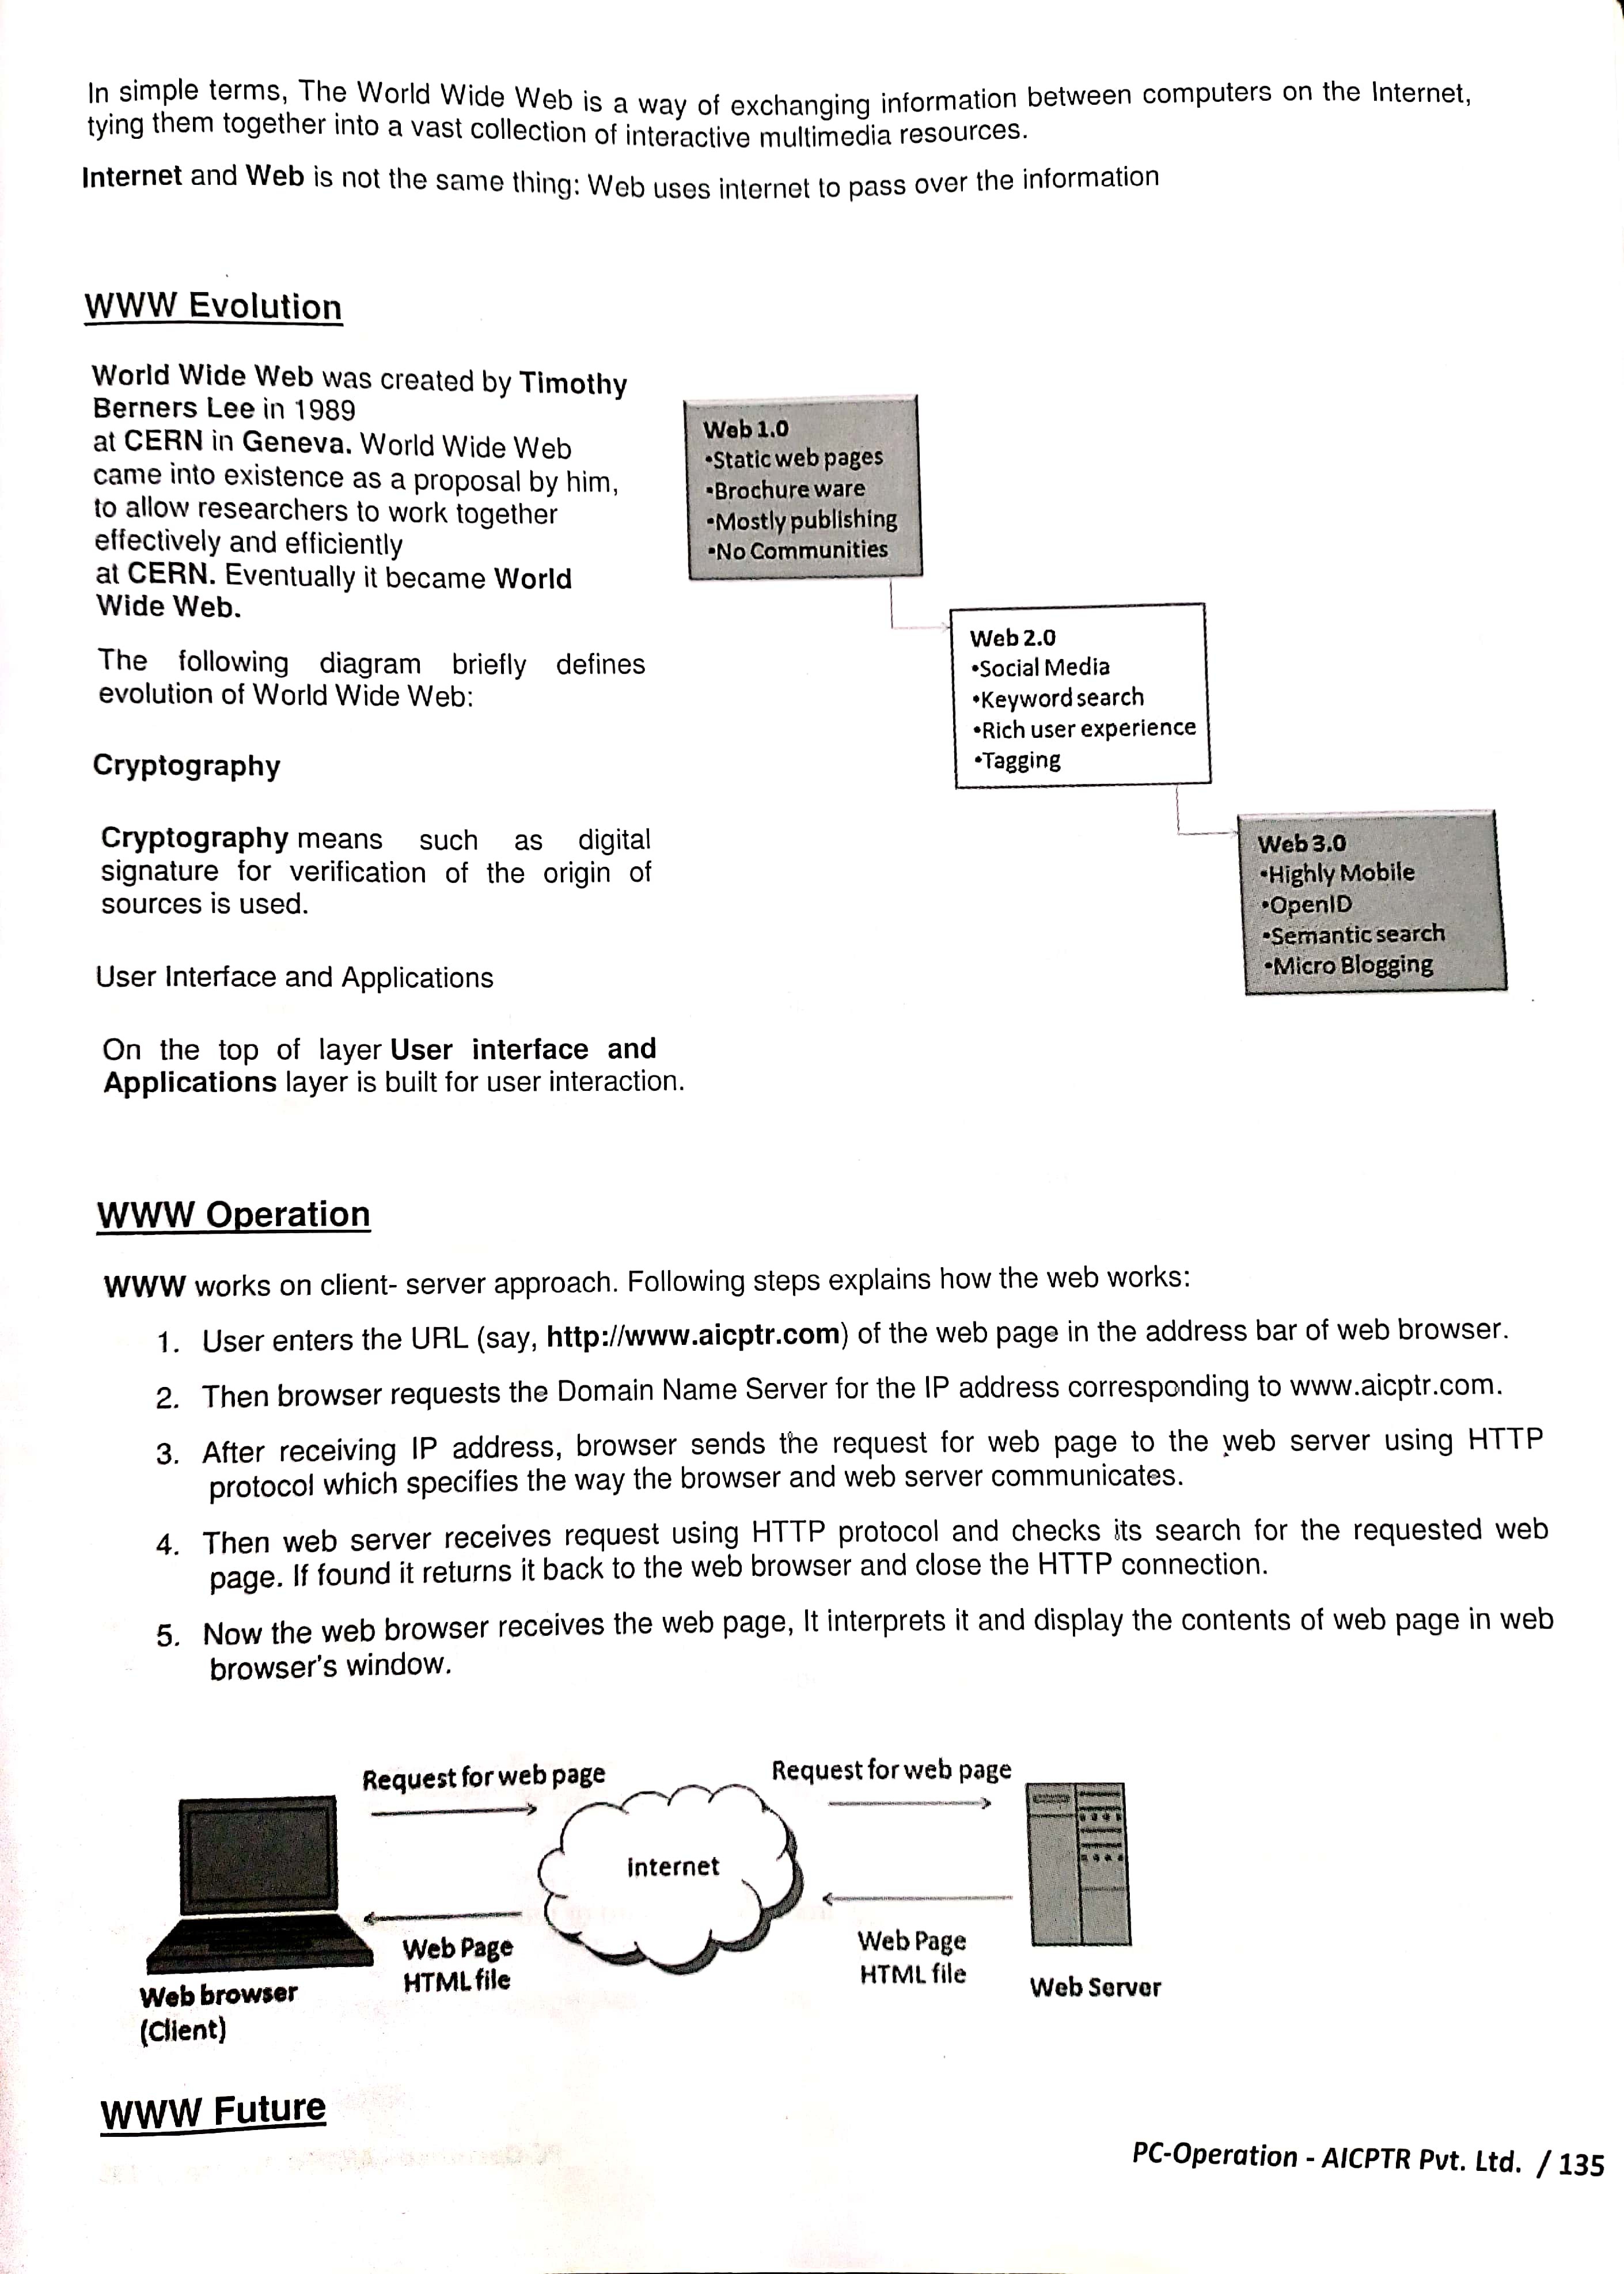 In simple terms, The World Wide Web is a way of exchanging information between computers on the Internet,
tying them together into a vast collection of interactive multimedia resources.
Internet and Web is not the same thing: Web uses internet to pass over the information
WWW Evolution
World Wide Web was created by Timothy
Berners Lee in 1989
at CERN in Geneva. World Wide Web
came into existence as a proposal by him,
to allow researchers to work together
effectively and efficiently
at CERN. Eventually it became World
Wide Web.
The following diagram briefly defines
evolution of World Wide Web:
Cryptography
Cryptography means such as digital
signature for verification of the origin of
sources is used.
User Interface and Applications
On the top of layer User interface and
Applications layer is built for user interaction.
Web 1.0
•Static web pages
•Brochure ware
•Mostly publishing
•No Communities
Web 2.0
•Social Media
•Keyword search
•Rich user experience
•Tagging
Web 3.0
•Highly Mobile
•OpenID
•Semantic search
•Micro Blogging
WWW Operation
WWW works on client- server approach. Following steps explains how the web works:
1. User enters the URL (say, http://www.aicptr.com) of the web page in the address bar of web browser.
2. Then browser requests the Domain Name Server for the IP address corresponding to www.aicptr.com.
3. After receiving IP address, browser sends the request for web page to the web server using HTTP
protocol which specifies the way the browser and web server communicates.
4. Then web server receives request using HTTP protocol and checks its search for the requested web
page. If found it returns it back to the web browser and close the HTTP connection.
5. Now the web browser receives the web page, It interprets it and display the contents of web page in web
browser's window.
Request for web page
Request for web page
internet
Web Page
HTML file
Web Page
HTML file
Web browser
(Client)
Web Server
WWW Future
PC-Operation - AICPTR Pvt. Ltd. / 135